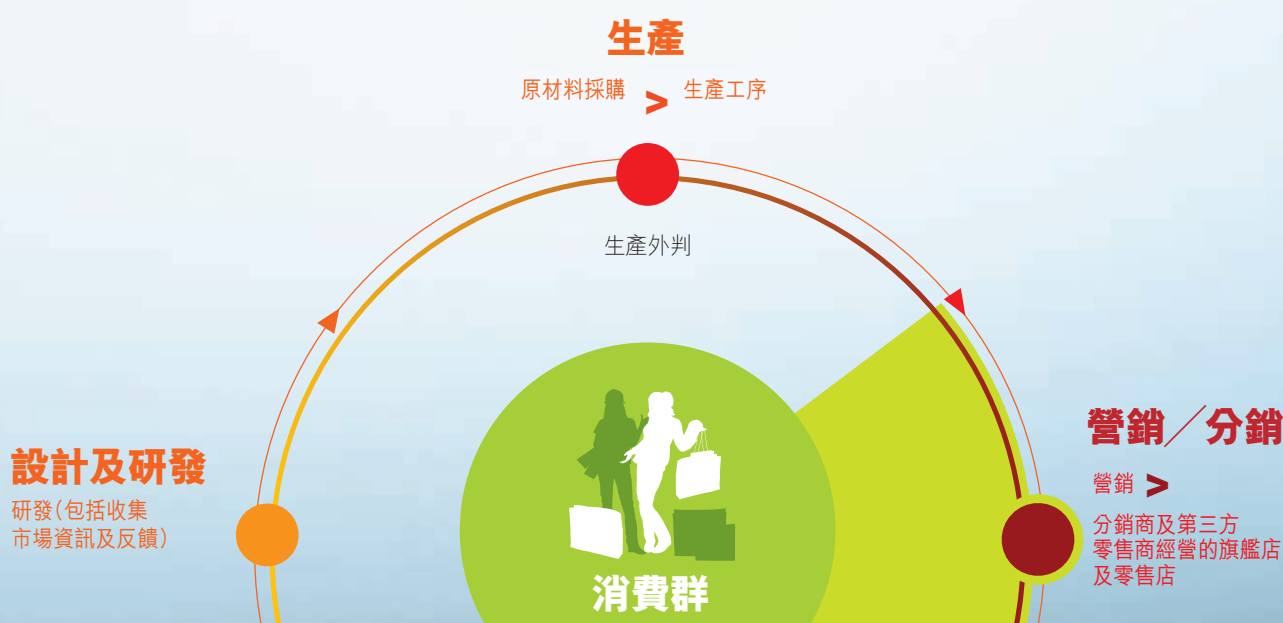 生產
原材料採購 > 生產工序
生產外判
設計及研發
研發（包括收集
市場資訊及反饋）
營銷／分銷
營銷 >
分銷商及第三方
零售商經營的旗艦店
及零售店
消費群